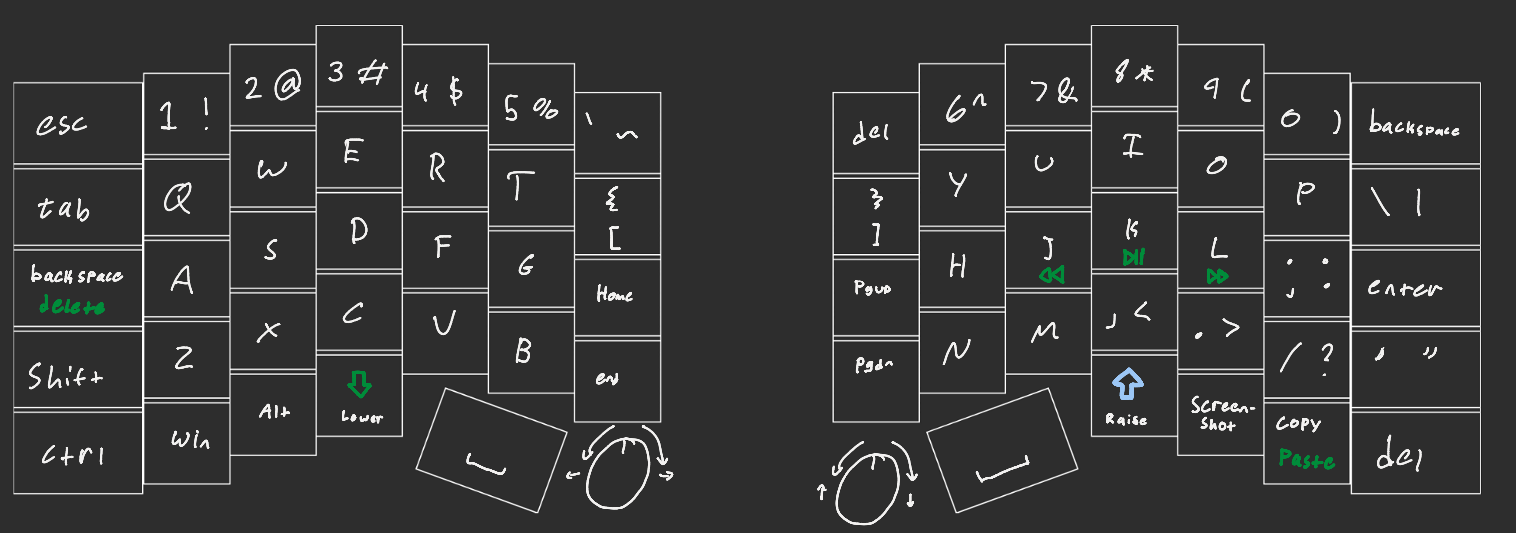 esc
1 !
2 @
3 #
4 $
5 %
` ~
del
6 ^
7 &
8 *
9 (
0 )
backspace
tab
Q
W
E
R
T
{
[
}
]
Y
U
I
O
P
\ |
backspace
delete
A
S
D
F
G
Home
Pgup
H
J
K
L
; :
enter
Shift
Z
X
C
V
B
end
Pgdn
N
M
, <
. >
/ ?
' "
Ctrl
Win
Alt
Lower
Raise
Screen-
Shot
Copy
Paste
del